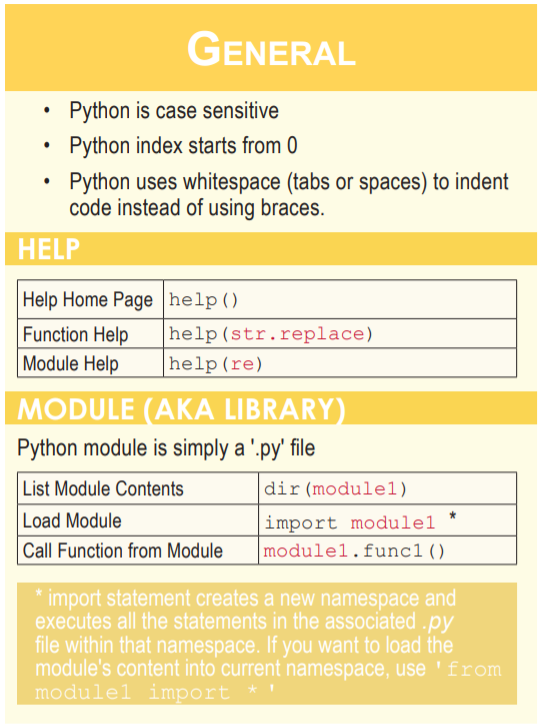 GENERAL
• Python is case sensitive
• Python index starts from 0
• Python uses whitespace (tabs or spaces) to indent
code instead of using braces.
HELP
Help Home Page help()
Function Help help(str.replace)
Module Help help(re)
MODULE (AKA LIBRARY)
Python module is simply a '.py' file
List Module Contents dir(module1)
Load Module import module1 *
Call Function from Module module1.func1()
* import statement creates a new namespace and
executes all the statements in the associated .py
file within that namespace. If you want to load the
module's content into current namespace, use 'from
module1 import * '